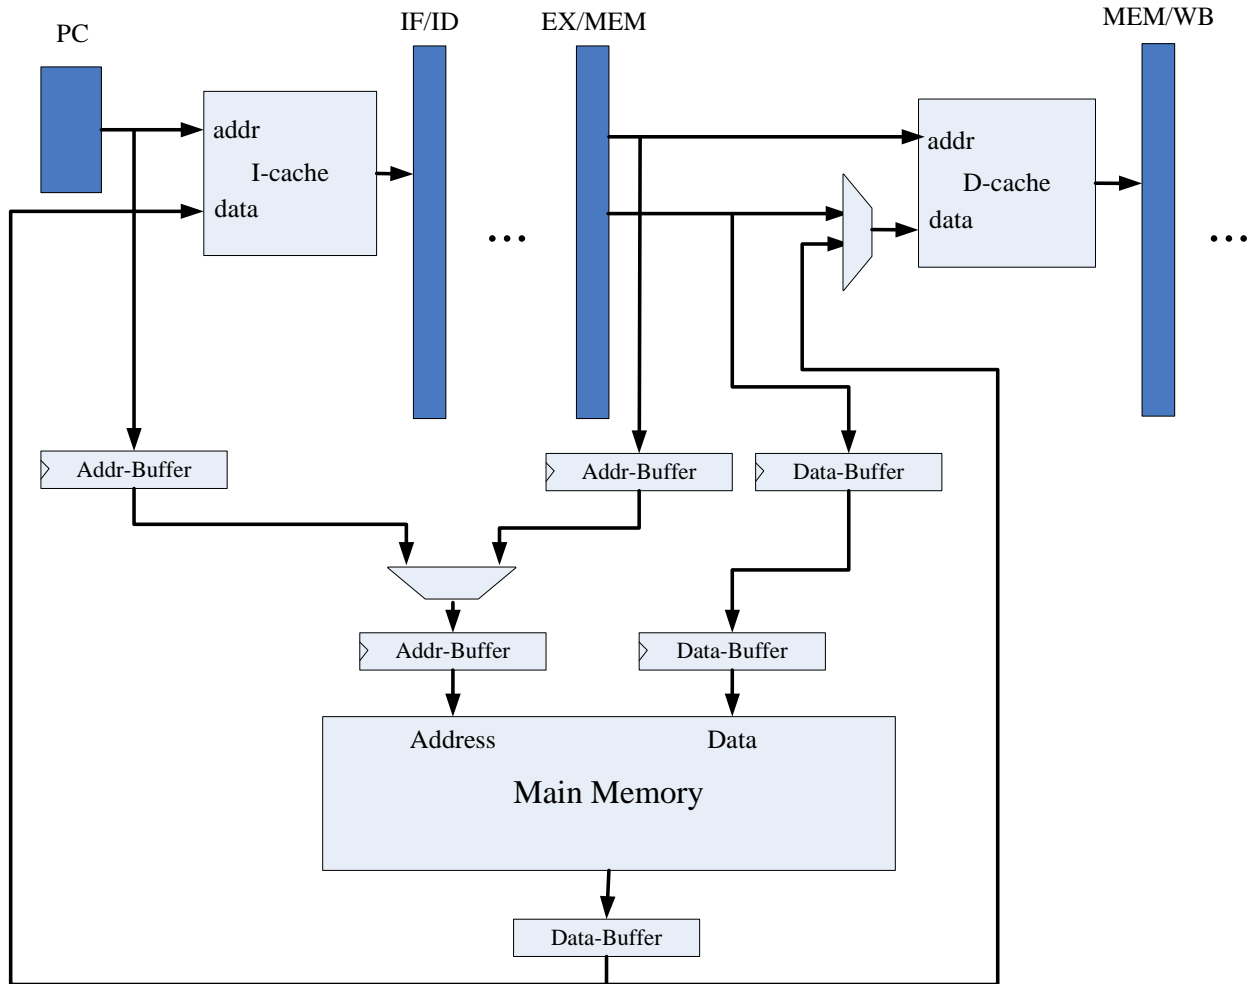 PC
IF/ID
EX/MEM
MEM/WB
addr
I-cache
data
...
addr
D-cache
data
...
Addr-Buffer
Addr-Buffer
Data-Buffer
Addr-Buffer
Data-Buffer
Address
Data
Main Memory
Data-Buffer